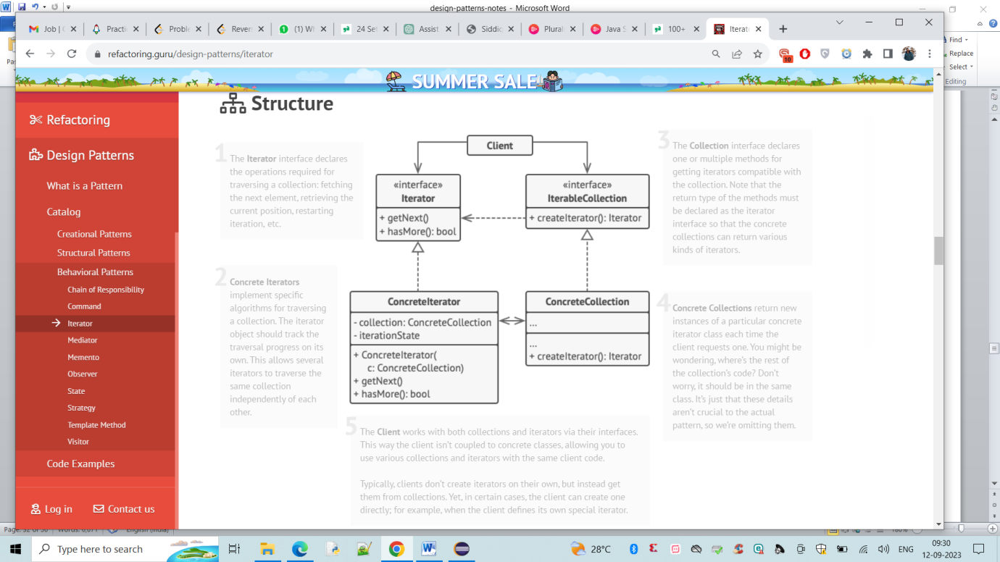 design-patterns-notes - Microsoft Word
Job | C
Practi
Proble
Rever
(1) W
24 Se
Assist
Siddi
Plural
Java S
100+
Iterat
refactoring.guru/design-patterns/iterator
10
Find
Replace
Select
Editing
SUMMER SALE
Refactoring
Design Patterns
What is a Pattern
Catalog
Creational Patterns
Structural Patterns
Behavioral Patterns
Chain of Responsibility
Command
Iterator
Mediator
Memento
Observer
State
Strategy
Template Method
Visitor
Code Examples
Log in
Contact us
Structure
1
The Iterator interface declares
the operations required for
traversing a collection: fetching
the next element, retrieving the
current position, restarting
iteration, etc.
2
Concrete Iterators
implement specific
algorithms for traversing
a collection. The iterator
object should track the
traversal progress on its
own. This allows several
iterators to traverse the
same collection
independently of each
other.
Client
«interface»
Iterator
+ getNext()
+ hasMore(): bool
«interface»
IterableCollection
+ createIterator(): Iterator
ConcreteIterator
- collection: ConcreteCollection
- iterationState
+ ConcreteIterator(
c: ConcreteCollection)
+ getNext()
+ hasMore(): bool
ConcreteCollection
...
...
+ createIterator(): Iterator
3
The Collection interface declares
one or multiple methods for
getting iterators compatible with
the collection. Note that the
return type of the methods must
be declared as the iterator
interface so that the concrete
collections can return various
kinds of iterators.
4
Concrete Collections return new
instances of a particular concrete
iterator class each time the
client requests one. You might be
wondering, where's the rest of
the collection's code? Don't
worry, it should be in the same
class. It's just that these details
aren't crucial to the actual
pattern, so we're omitting them.
5
The Client works with both collections and iterators via their interfaces.
This way the client isn't coupled to concrete classes, allowing you to
use various collections and iterators with the same client code.
Typically, clients don't create iterators on their own, but instead get
them from collections. Yet, in certain cases, the client can create one
directly; for example, when the client defines its own special iterator.
Type here to search
28°C
ENG
09:30
12-09-2023